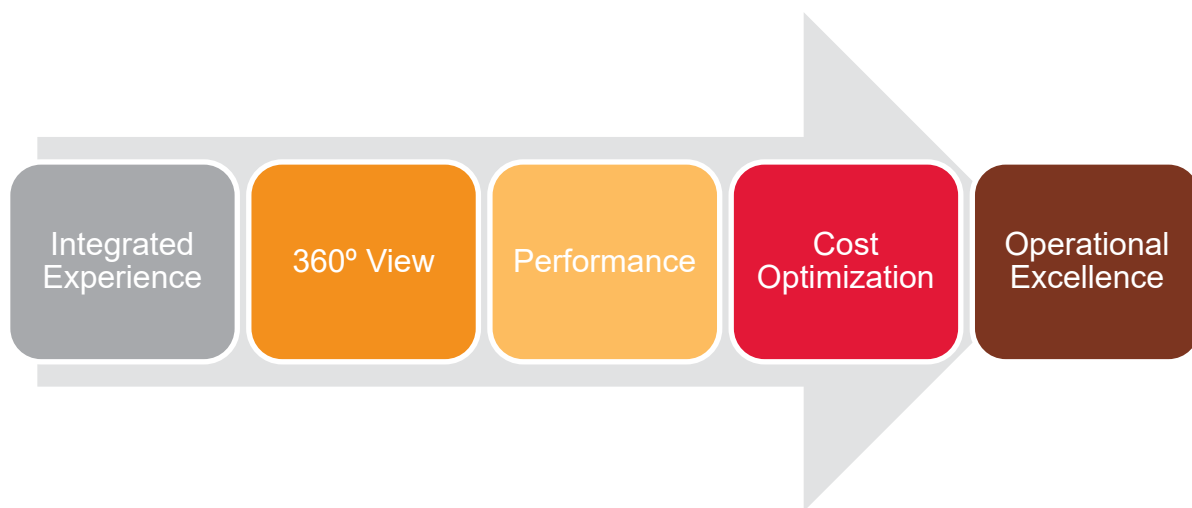 Integrated
Experience
360º View
Performance
Cost
Optimization
Operational
Excellence